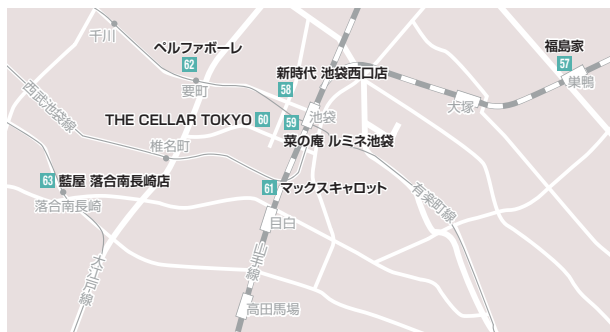 千川
ペルファボーレ
62
要町
福島家
57
巣鴨
新時代 池袋西口店
58
大塚
西武池袋線
THE CELLAR TOKYO 60
59
池袋
菜の庵 ルミネ池袋
椎名町
63 藍屋 落合南長崎店
61 マックスキャロット
落合南長崎
有楽町線
目白
山手線
大江戸線
高田馬場